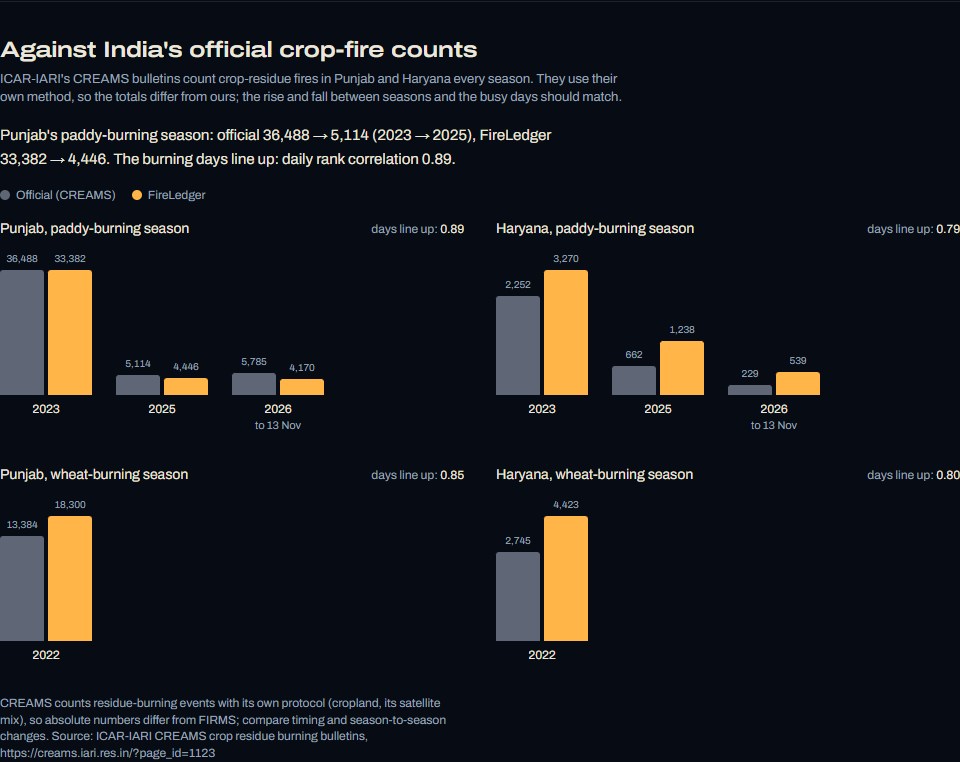 Against India's official crop-fire counts
ICAR-IARI's CREAMS bulletins count crop-residue fires in Punjab and Haryana every season. They use their
own method, so the totals differ from ours; the rise and fall between seasons and the busy days should match.
Punjab's paddy-burning season: official 36,488 → 5,114 (2023 → 2025), FireLedger
33,382 → 4,446. The burning days line up: daily rank correlation 0.89.
Official (CREAMS) FireLedger
Punjab, paddy-burning season days line up: 0.89
36,488 33,382
5,114 4,446
5,785 4,170
2023 2025 2026
to 13 Nov
Haryana, paddy-burning season days line up: 0.79
2,252 3,270
662 1,238
229 539
2023 2025 2026
to 13 Nov
Punjab, wheat-burning season days line up: 0.85
13,384 18,300
2022
Haryana, wheat-burning season days line up: 0.80
2,745 4,423
2022
CREAMS counts residue-burning events with its own protocol (cropland, its satellite
mix), so absolute numbers differ from FIRMS; compare timing and season-to-season
changes. Source: ICAR-IARI CREAMS crop residue burning bulletins,
https://creams.iari.res.in/?page_id=1123